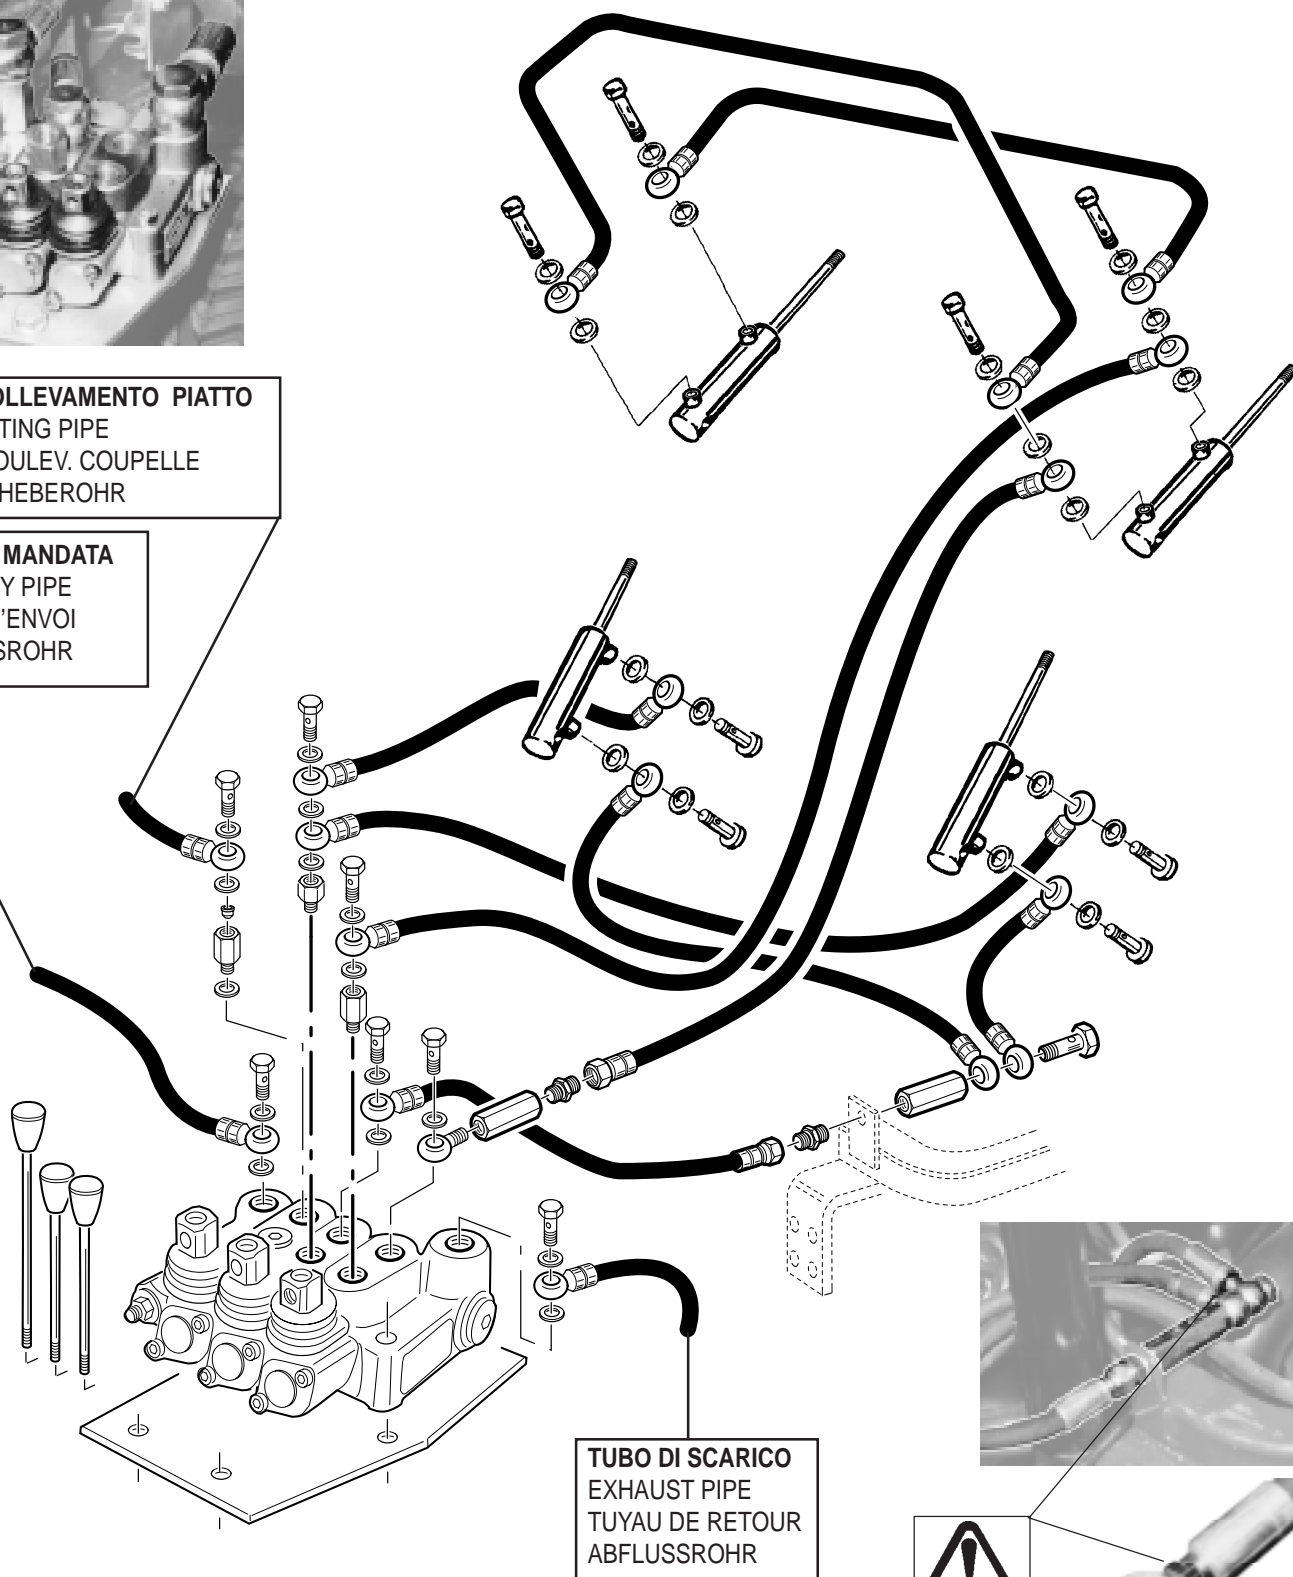 OLLEVAMENTO PIATTO
TING PIPE
OULEV. COUPELLE
HEBEROHR
MANDATA
Y PIPE
'ENVOI
SROHR
TUBO DI SCARICO
EXHAUST PIPE
TUYAU DE RETOUR
ABFLUSSROHR